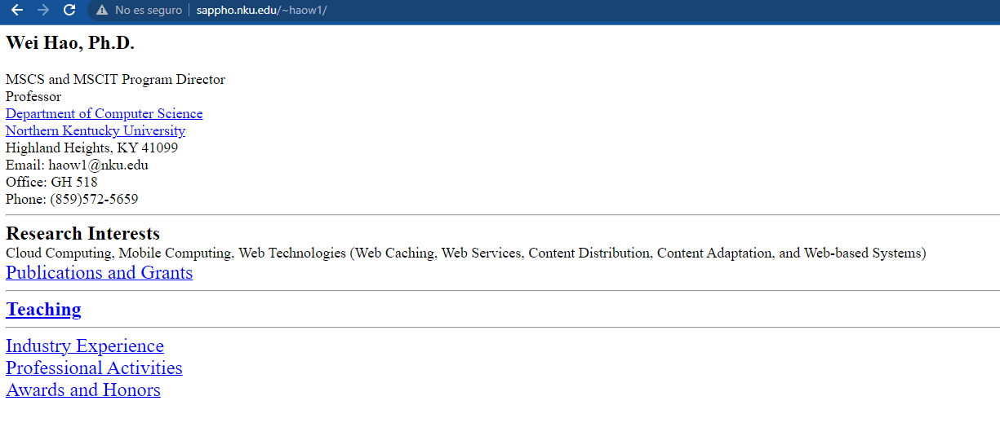 No es seguro sappho.nku.edu/~haow1/
Wei Hao, Ph.D.
MSCS and MSCIT Program Director
Professor
Department of Computer Science
Northern Kentucky University
Highland Heights, KY 41099
Email: haow1@nku.edu
Office: GH 518
Phone: (859)572-5659
Research Interests
Cloud Computing, Mobile Computing, Web Technologies (Web Caching, Web Services, Content Distribution, Content Adaptation, and Web-based Systems)
Publications and Grants
Teaching
Industry Experience
Professional Activities
Awards and Honors